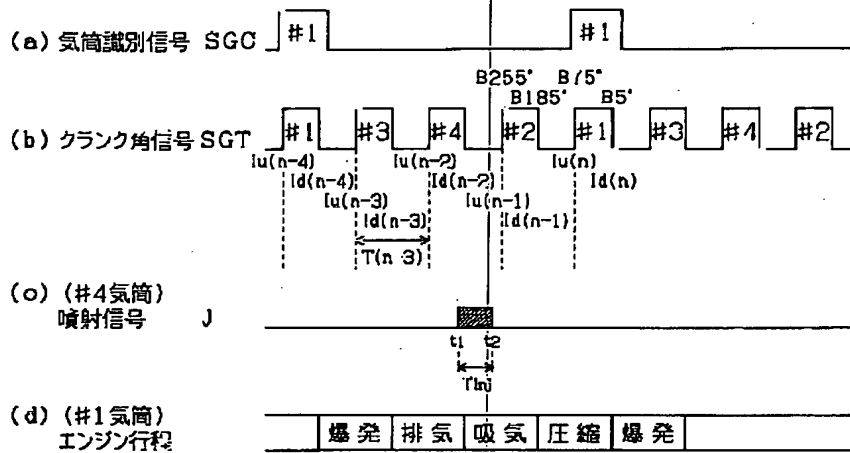 (a) 気筒識別信号 SGC #1 #1
B255° B75°
B185° B5°
(b) クランク角信号 SGT #1 #3 #4 #2 #1 #3 #4 #2
Iu(n-4) Iu(n-2) Iu(n)
Id(n-4) Id(n-2) Id(n)
Iu(n-3) Iu(n-1)
Id(n-3) Id(n-1)
T(n-3)
(c) (#4気筒)
噴射信号 J
t1 t2
Tinj
(d) (#1気筒)
エンジン行程 爆発 排気 吸気 圧縮 爆発